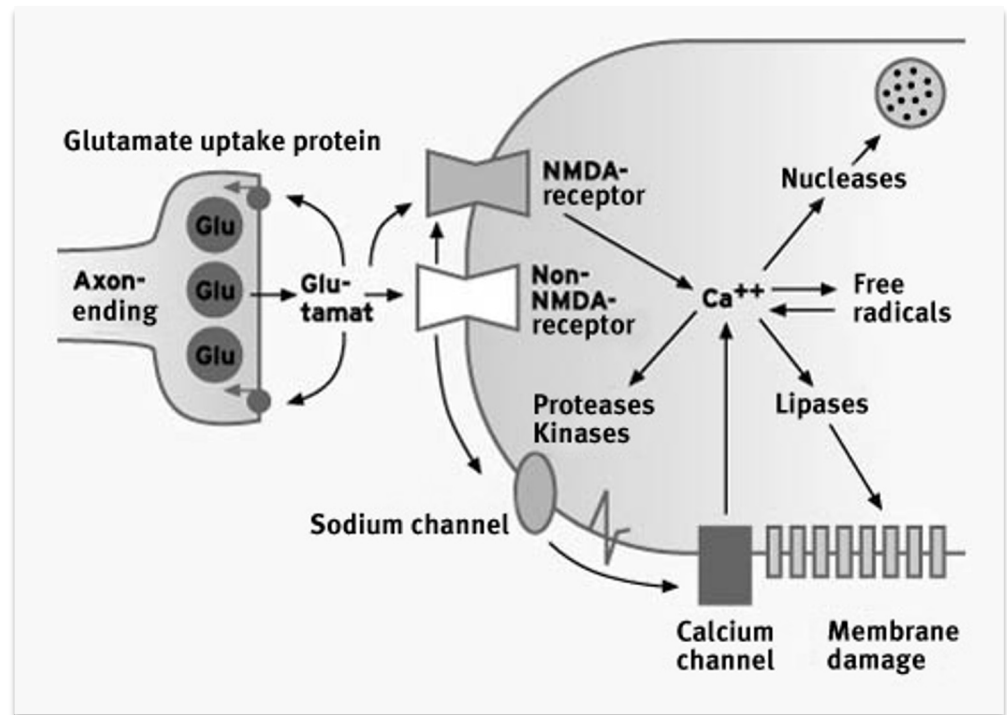 Glutamate uptake protein
Glu
Glu
Glu
Axon-
ending
Glu-
tamat
NMDA-
receptor
Non-
NMDA-
receptor
Nucleases
Ca++
Free
radicals
Proteases
Kinases
Lipases
Sodium channel
Calcium
channel
Membrane
damage